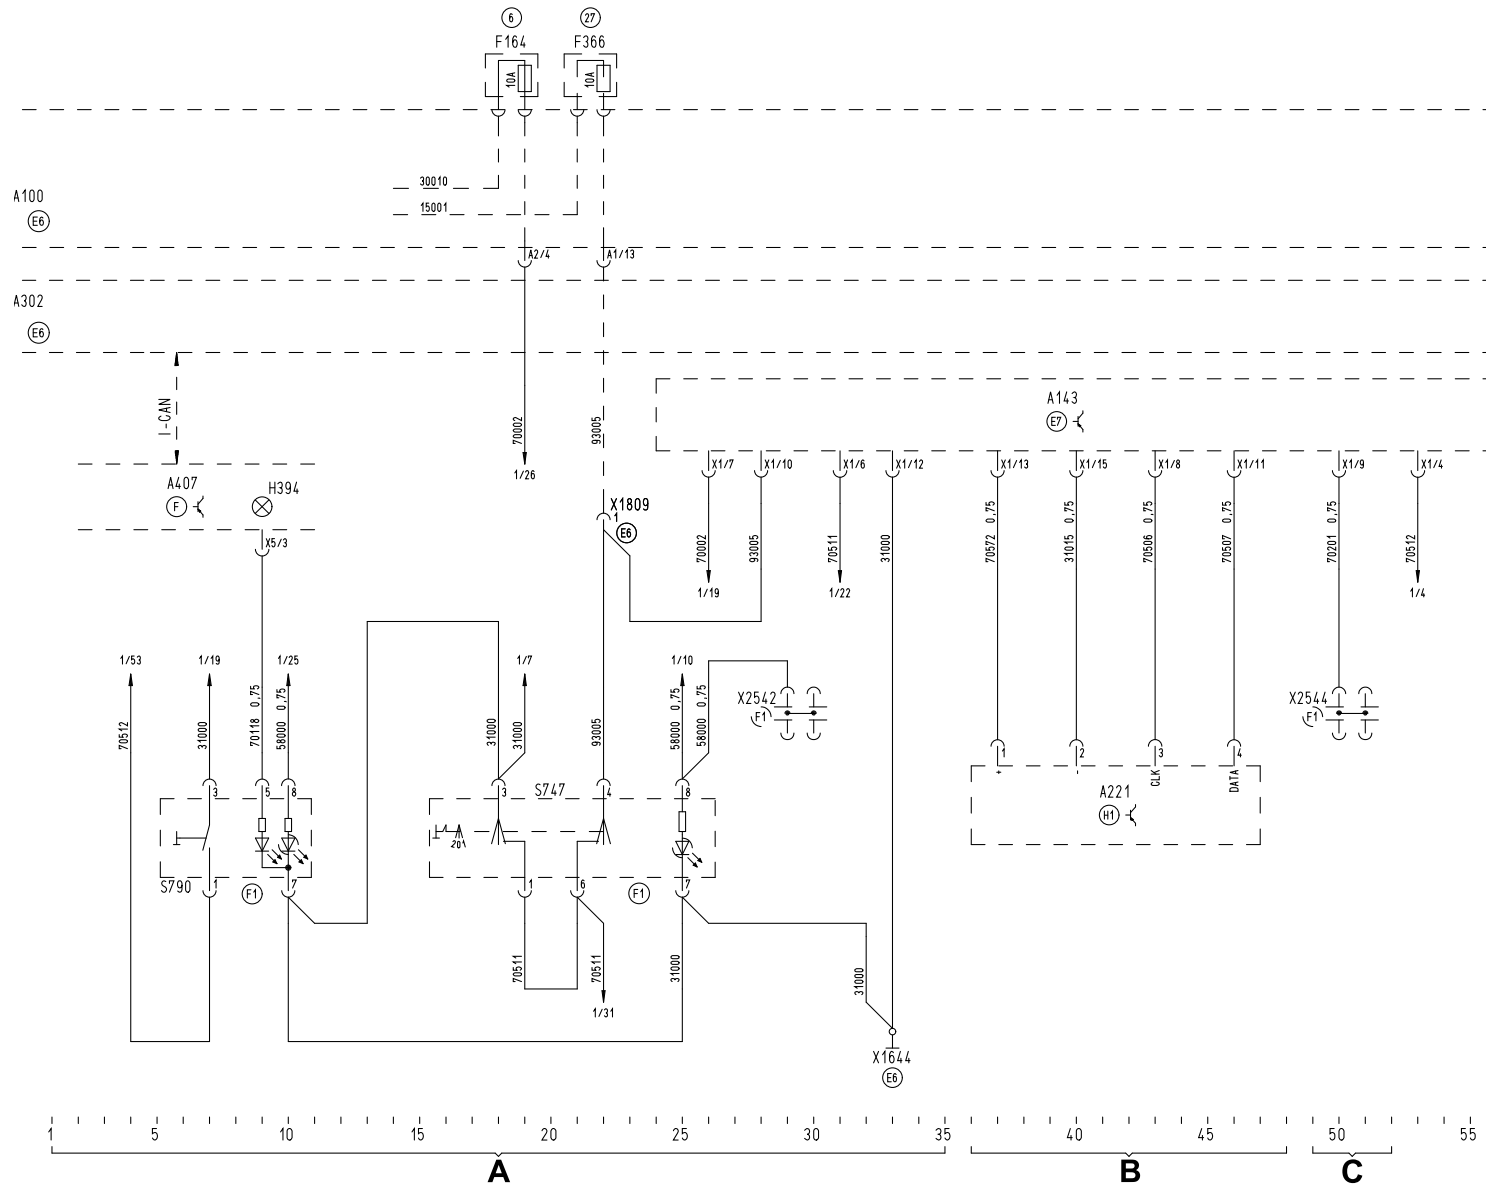 6 27
F164 F366
10A 10A
30010
A100
15001
E6
A2/4 A1/13
A302
E6
I-CAN
A143
E7
70002 93005
X1/7 X1/10 X1/6 X1/12 X1/13 X1/15 X1/8 X1/11 X1/9 X1/4
1/26
A407 H394
F
X1809
1
E6
X5/3
70002 93005 70511 31000 70572 0,75 31015 0,75 70506 0,75 70507 0,75 70201 0,75 70512
1/19 1/22 1/4
1/53 1/19 1/25 1/7 1/10
X2542 X2544
F1 F1
70512 31000 70118 0,75 58000 0,75 31000 31000 93005 58000 0,75 58000 0,75
1 2 3 4
+ - CLK DATA
3 5 8 3 S747 4 8
A221
H1
20°
S790 1 F1 7 1 6 F1 7
70511 70511 31000 31000
1/31
X1644
E6
1 5 10 15 20 25 30 35 40 45 50 55
A B C